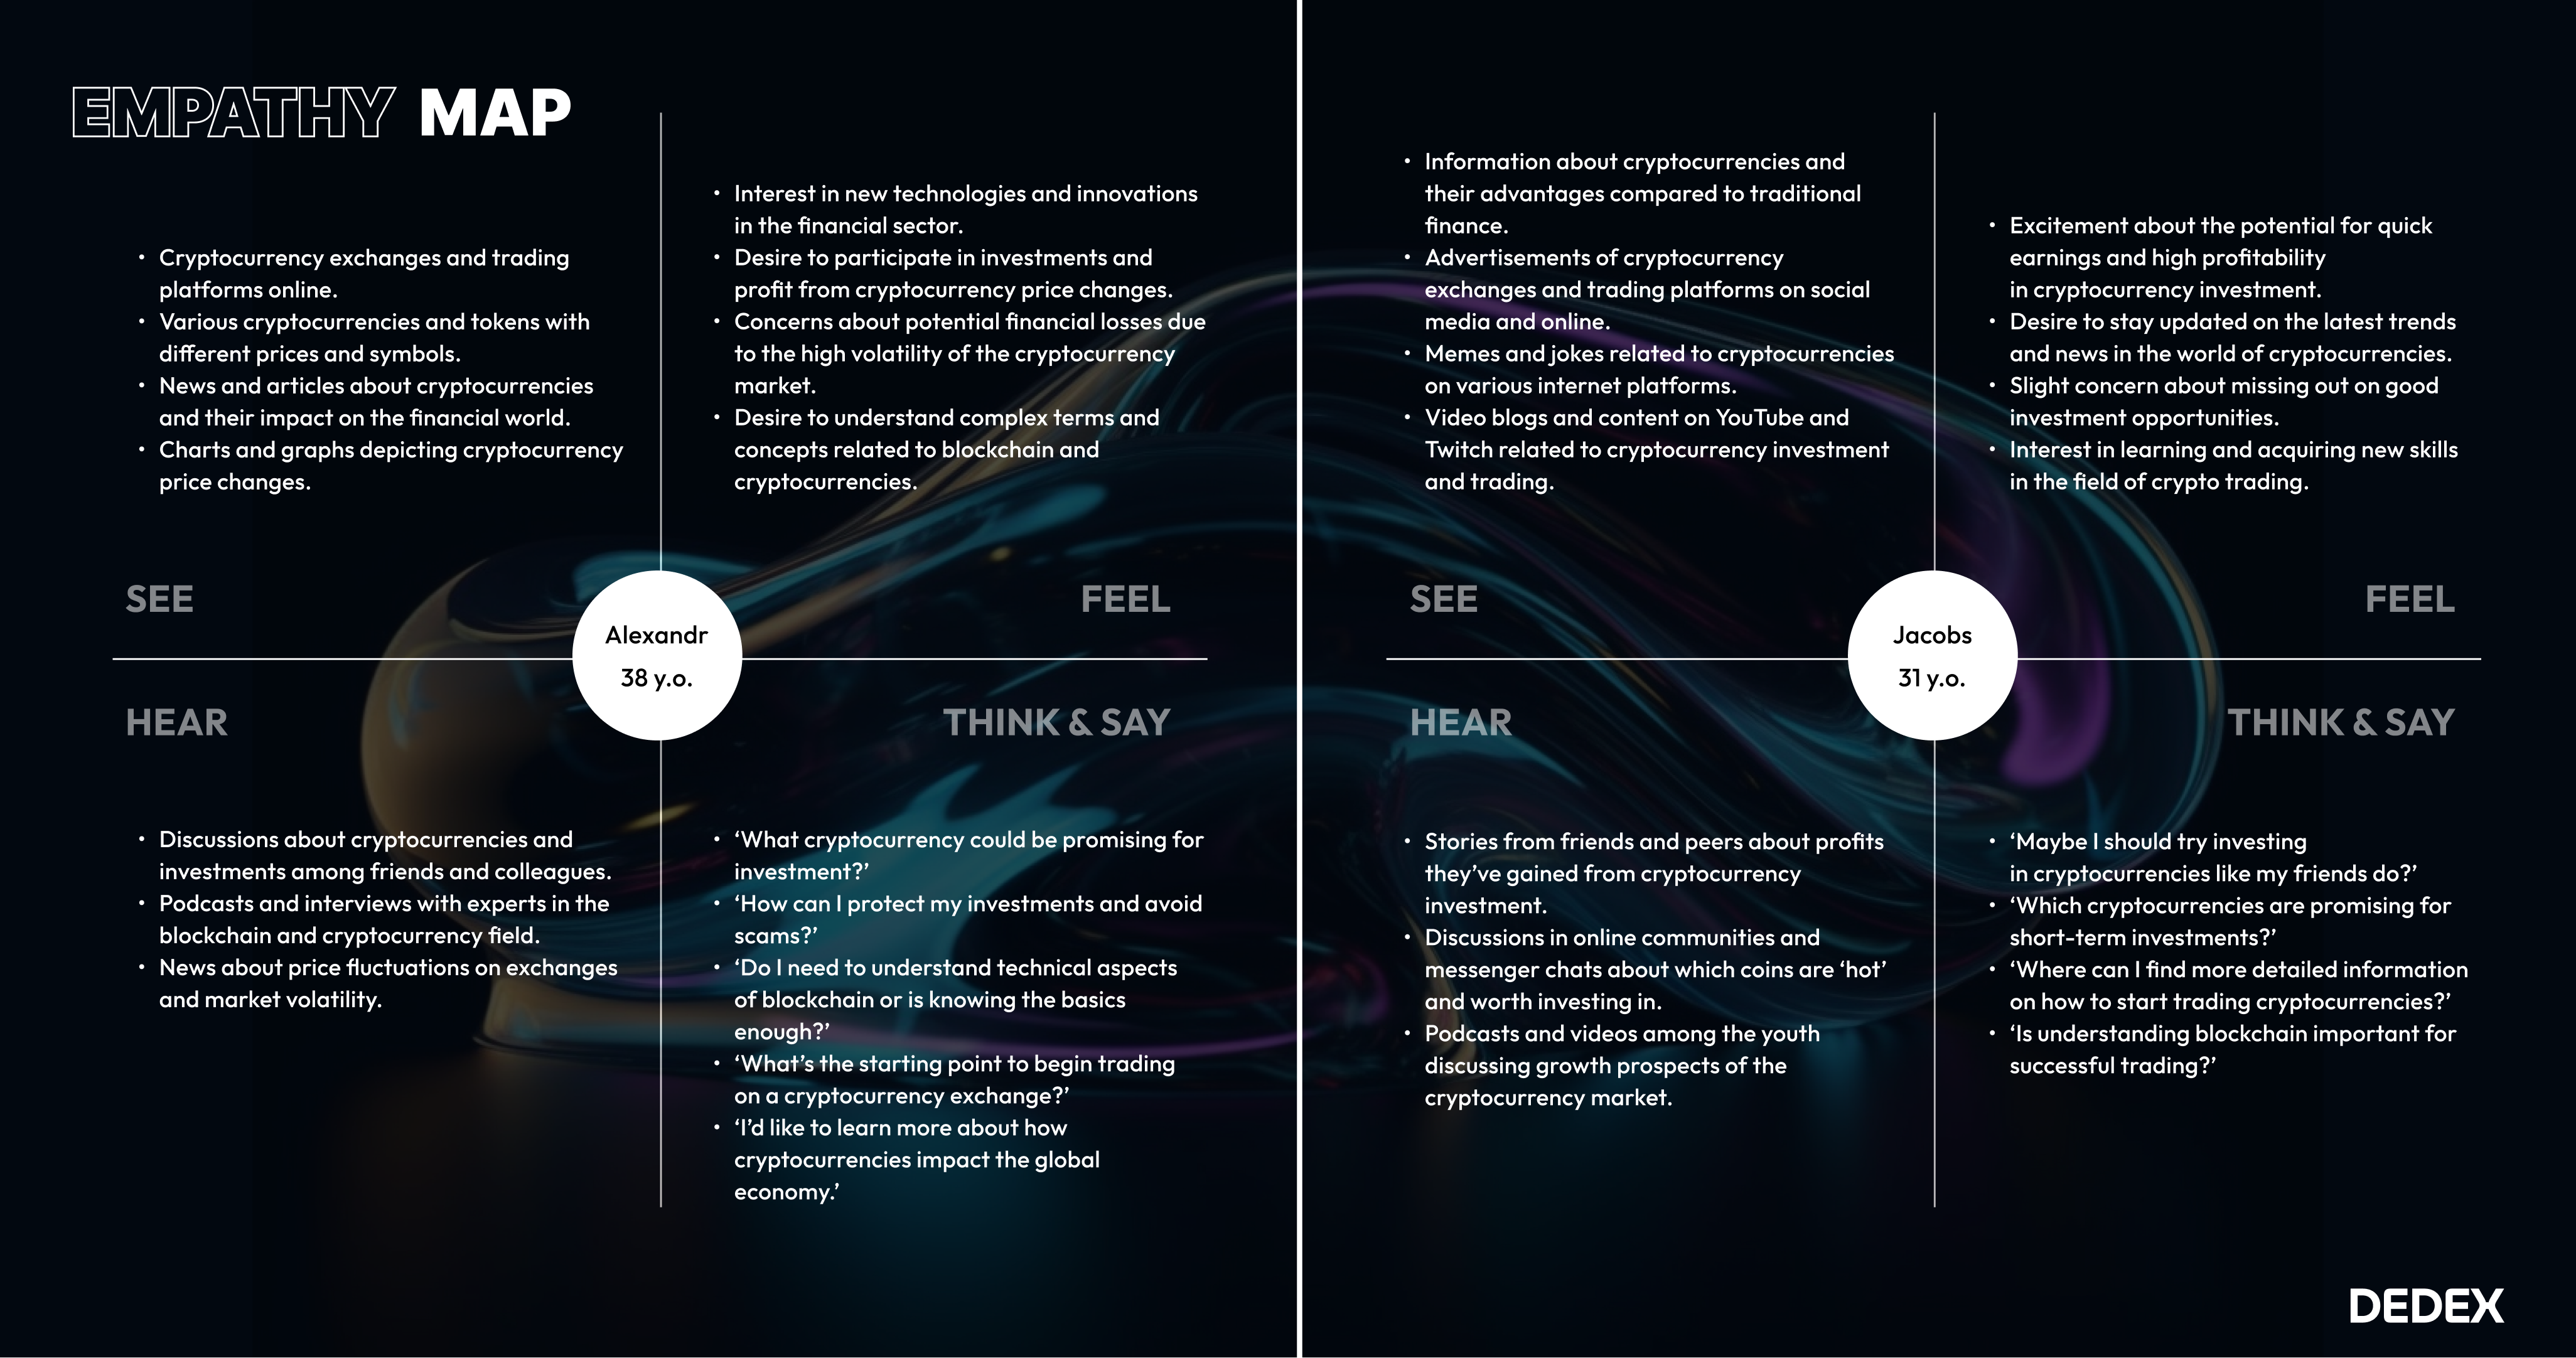 EMPATHY MAP
• Cryptocurrency exchanges and trading
platforms online.
• Various cryptocurrencies and tokens with
different prices and symbols.
• News and articles about cryptocurrencies
and their impact on the financial world.
• Charts and graphs depicting cryptocurrency
price changes.
SEE
• Interest in new technologies and innovations
in the financial sector.
• Desire to participate in investments and
profit from cryptocurrency price changes.
• Concerns about potential financial losses due
to the high volatility of the cryptocurrency
market.
• Desire to understand complex terms and
concepts related to blockchain and
cryptocurrencies.
FEEL
Alexandr
38 y.o.
HEAR
• Discussions about cryptocurrencies and
investments among friends and colleagues.
• Podcasts and interviews with experts in the
blockchain and cryptocurrency field.
• News about price fluctuations on exchanges
and market volatility.
THINK & SAY
• ‘What cryptocurrency could be promising for
investment?’
• ‘How can I protect my investments and avoid
scams?’
• ‘Do I need to understand technical aspects
of blockchain or is knowing the basics
enough?’
• ‘What’s the starting point to begin trading
on a cryptocurrency exchange?’
• ‘I’d like to learn more about how
cryptocurrencies impact the global
economy.’
• Information about cryptocurrencies and
their advantages compared to traditional
finance.
• Advertisements of cryptocurrency
exchanges and trading platforms on social
media and online.
• Memes and jokes related to cryptocurrencies
on various internet platforms.
• Video blogs and content on YouTube and
Twitch related to cryptocurrency investment
and trading.
SEE
• Excitement about the potential for quick
earnings and high profitability
in cryptocurrency investment.
• Desire to stay updated on the latest trends
and news in the world of cryptocurrencies.
• Slight concern about missing out on good
investment opportunities.
• Interest in learning and acquiring new skills
in the field of crypto trading.
FEEL
Jacobs
31 y.o.
HEAR
• Stories from friends and peers about profits
they’ve gained from cryptocurrency
investment.
• Discussions in online communities and
messenger chats about which coins are ‘hot’
and worth investing in.
• Podcasts and videos among the youth
discussing growth prospects of the
cryptocurrency market.
THINK & SAY
• ‘Maybe I should try investing
in cryptocurrencies like my friends do?’
• ‘Which cryptocurrencies are promising for
short-term investments?’
• ‘Where can I find more detailed information
on how to start trading cryptocurrencies?’
• ‘Is understanding blockchain important for
successful trading?’
DEDEX